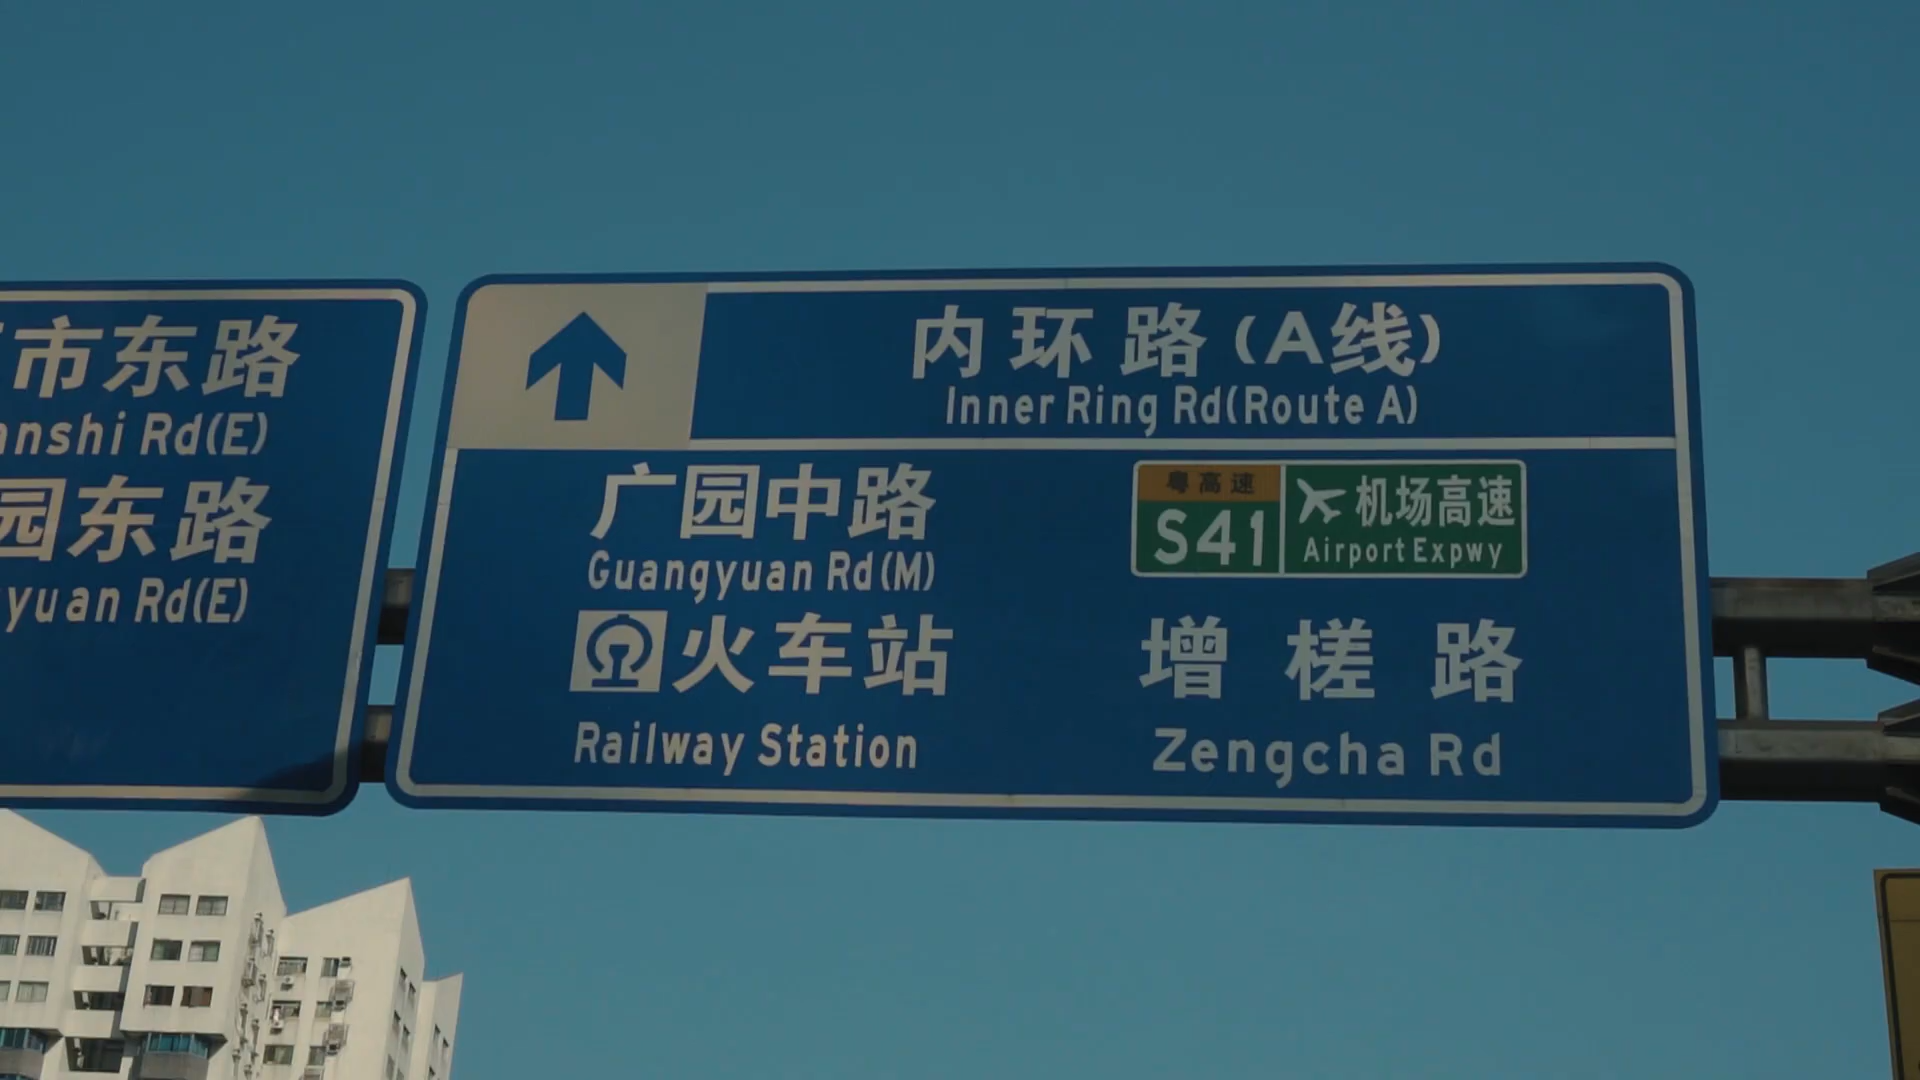 市东路
anshi Rd(E)
园东路
yuan Rd(E)
内环路(A线)
Inner Ring Rd(Route A)
广园中路
Guangyuan Rd(M)
火车站
Railway Station
粤高速
S41
机场高速
Airport Expwy
增槎路
Zengcha Rd